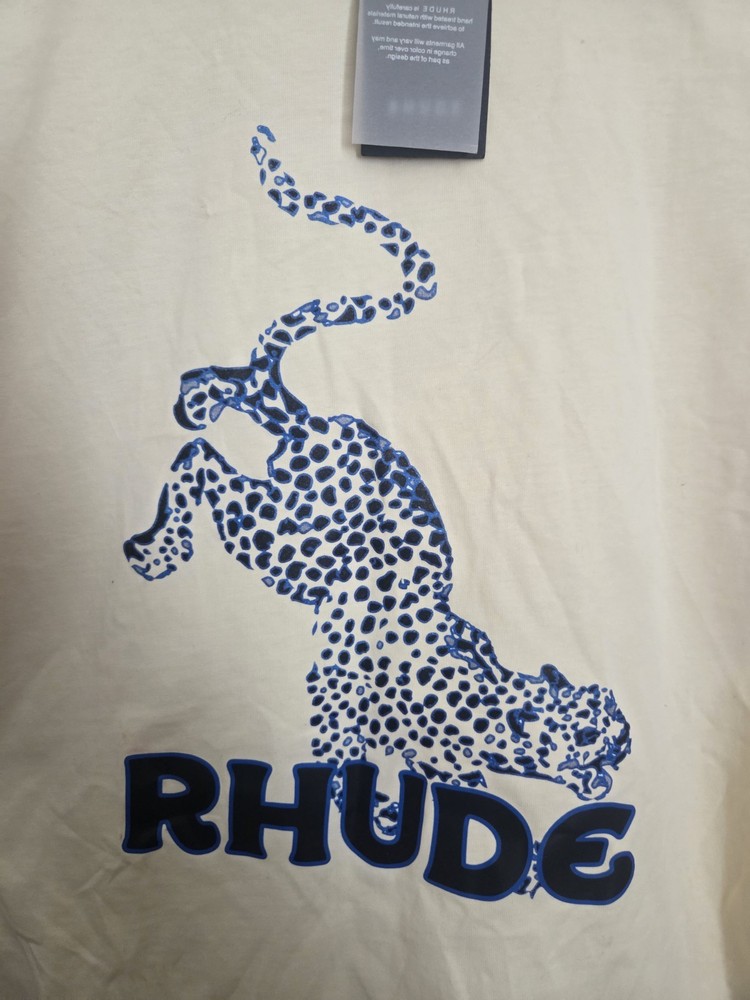 RHUDE is carefully
hand treated with natural materials
to achieve the intended result.
All garments will vary and may
change in color over time,
as part of the design.
RHUDE
RHUDE